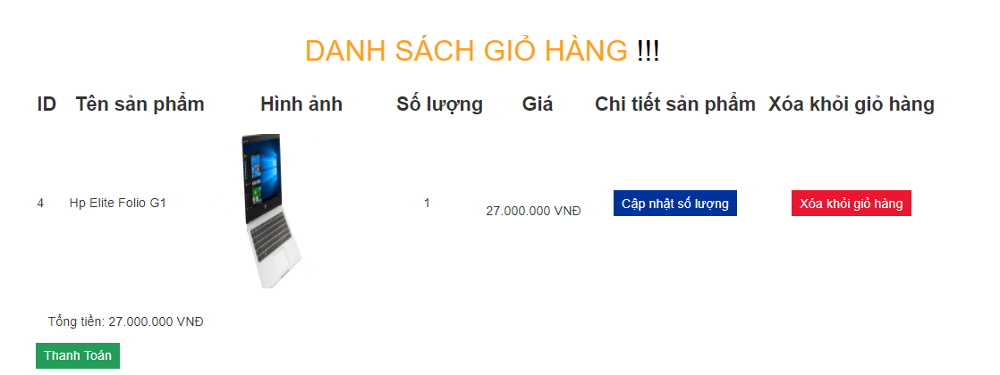 DANH SÁCH GIỎ HÀNG !!!
ID Tên sản phẩm Hình ảnh Số lượng Giá Chi tiết sản phẩm Xóa khỏi giỏ hàng
4 Hp Elite Folio G1 1 27.000.000 VNĐ Cập nhật số lượng Xóa khỏi giỏ hàng
Tổng tiền: 27.000.000 VNĐ
Thanh Toán